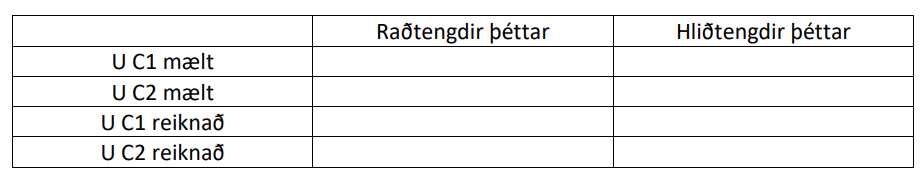 Raðtengdir þéttar Hliðtengdir þéttar
U C1 mælt
U C2 mælt
U C1 reiknað
U C2 reiknað